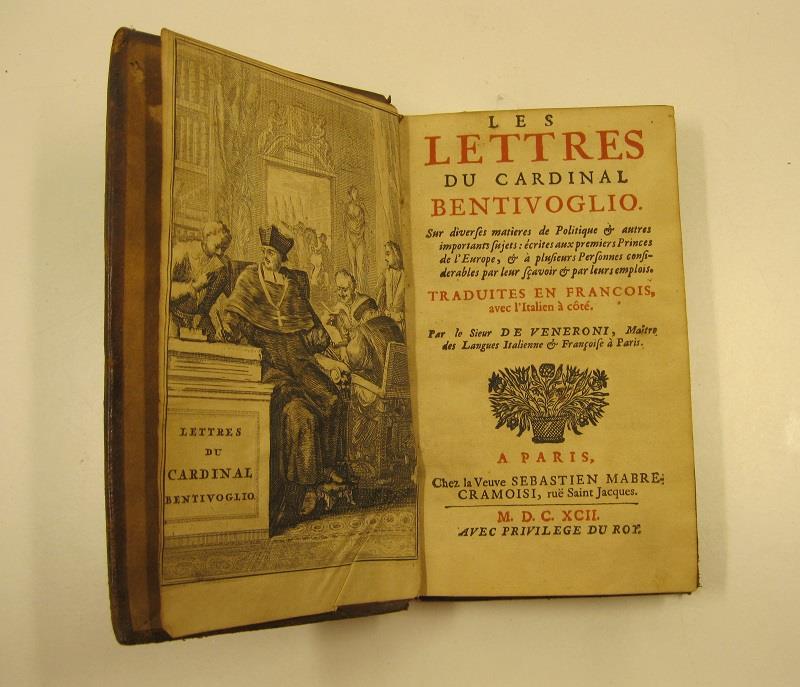 LETTRES
DU
CARDINAL
BENTIVOGLIO.
LES
LETTRES
DU CARDINAL
BENTIVOGLIO.
Sur diverſes matieres de Politique & autres
importants ſujets : écrites aux premiers Princes
de l'Europe, & à pluſieurs Perſonnes conſi-
derables par leur ſçavoir & par leurs emplois.
TRADUITES EN FRANCOIS,
avec l'Italien à côté.
Par le Sieur DE VENERONI, Maître
des Langues Italienne & Françoiſe à Paris.
A PARIS,
Chez la Veuve SEBASTIEN MABRE-
CRAMOISI, ruë Saint Jacques.
M. D. C. XCII.
AVEC PRIVILEGE DU ROY.